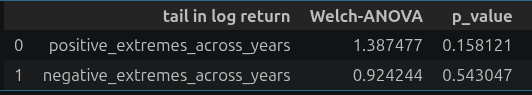 tail in log return Welch-ANOVA p_value
0 positive_extremes_across_years 1.387477 0.158121
1 negative_extremes_across_years 0.924244 0.543047